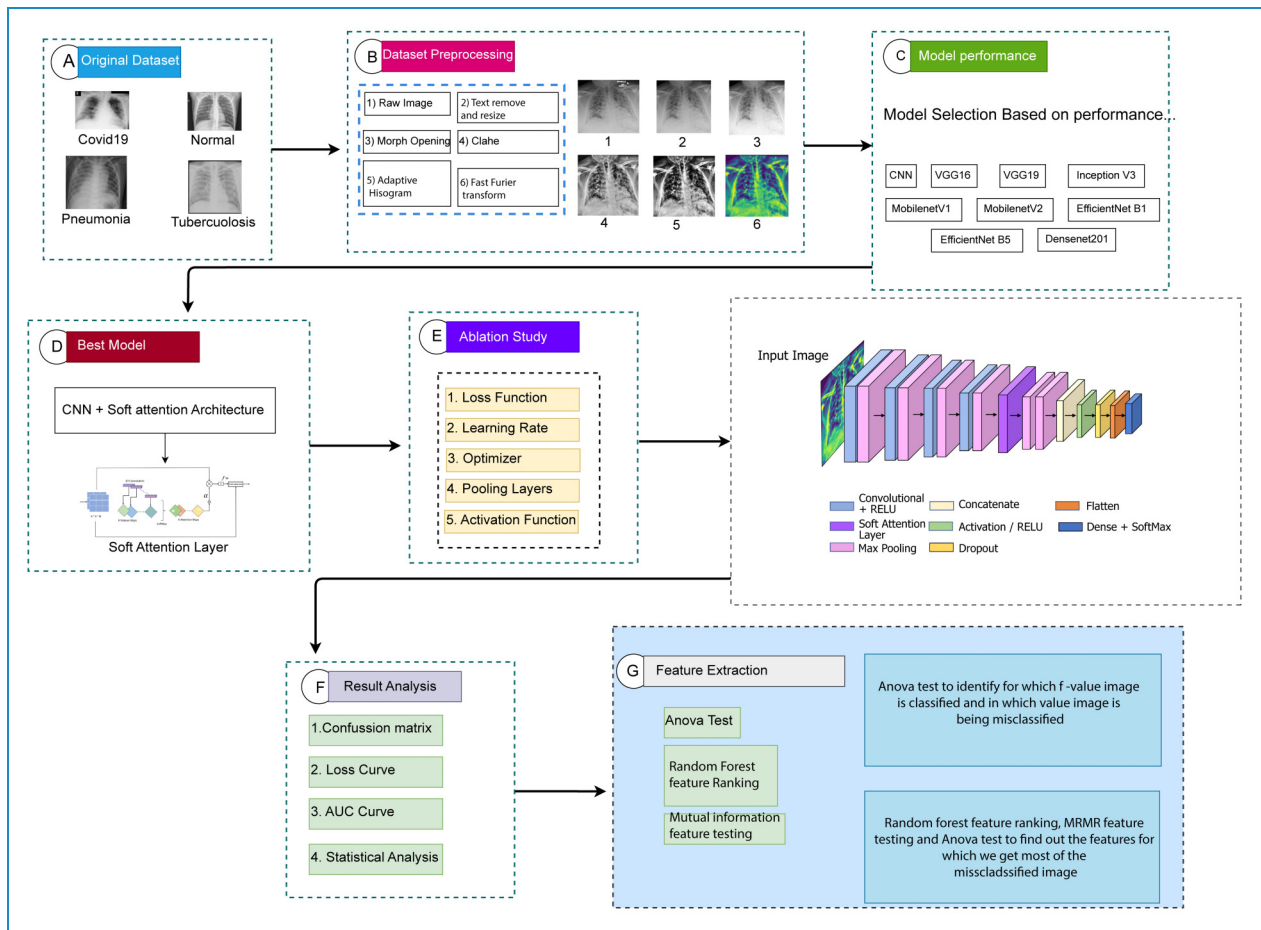 A
Original Dataset
Covid19
Normal
Pneumonia
Tubercuolosis
B
Dataset Preprocessing
1) Raw Image
2) Text remove
and resize
3) Morph Opening
4) Clahe
5) Adaptive
Hisogram
6) Fast Furier
transform
1
2
3
4
5
6
C
Model performance
Model Selection Based on performance...
CNN
VGG16
VGG19
Inception V3
MobilenetV1
MobilenetV2
EfficientNet B1
EfficientNet B5
Densenet201
D
Best Model
CNN + Soft attention Architecture
Soft Attention Layer
E
Ablation Study
1. Loss Function
2. Learning Rate
3. Optimizer
4. Pooling Layers
5. Activation Function
Input Image
Convolutional
+ RELU
Soft Attention
Layer
Max Pooling
Concatenate
Activation / RELU
Dropout
Flatten
Dense + SoftMax
F
Result Analysis
1.Confussion matrix
2. Loss Curve
3. AUC Curve
4. Statistical Analysis
G
Feature Extraction
Anova Test
Random Forest
feature Ranking
Mutual information
feature testing
Anova test to identify for which f -value image
is classified and in which value image is
being misclassified
Random forest feature ranking, MRMR feature
testing and Anova test to find out the features for
which we get most of the
misscladssified image